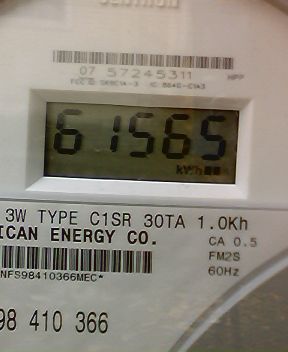 07 57245311 HPP
61565
kWh
3W TYPE C1SR 30TA 1.0Kh
ICAN ENERGY CO.
CA 0.5
FM2S
60Hz
NFS98410366MEC*
98 410 366